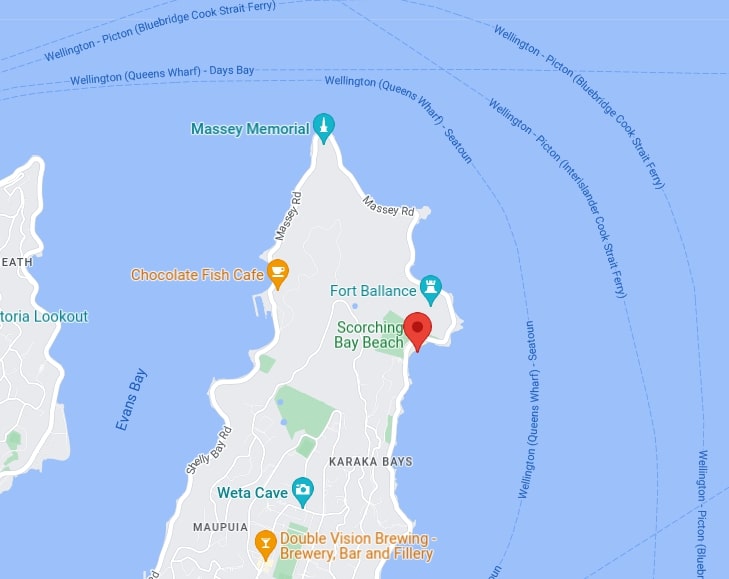 Wellington - Picton (Bluebridge Cook Strait Ferry)
Wellington - Picton (Bluebridge Cook Strait Ferry)
Wellington (Queens Wharf) - Days Bay
Wellington (Queens Wharf) - Seatoun
Wellington - Picton (Interislander Cook Strait Ferry)
Massey Memorial
Massey Rd
Massey Rd
EATH
Chocolate Fish Cafe
Fort Ballance
toria Lookout
Scorching
Bay Beach
Evans Bay
Wellington (Queens Wharf) - Seatoun
Shelly Bay Rd
KARAKA BAYS
Wellington - Picton (Blue
Weta Cave
MAUPUIA
Double Vision Brewing -
Brewery, Bar and Fillery
Rd
oun